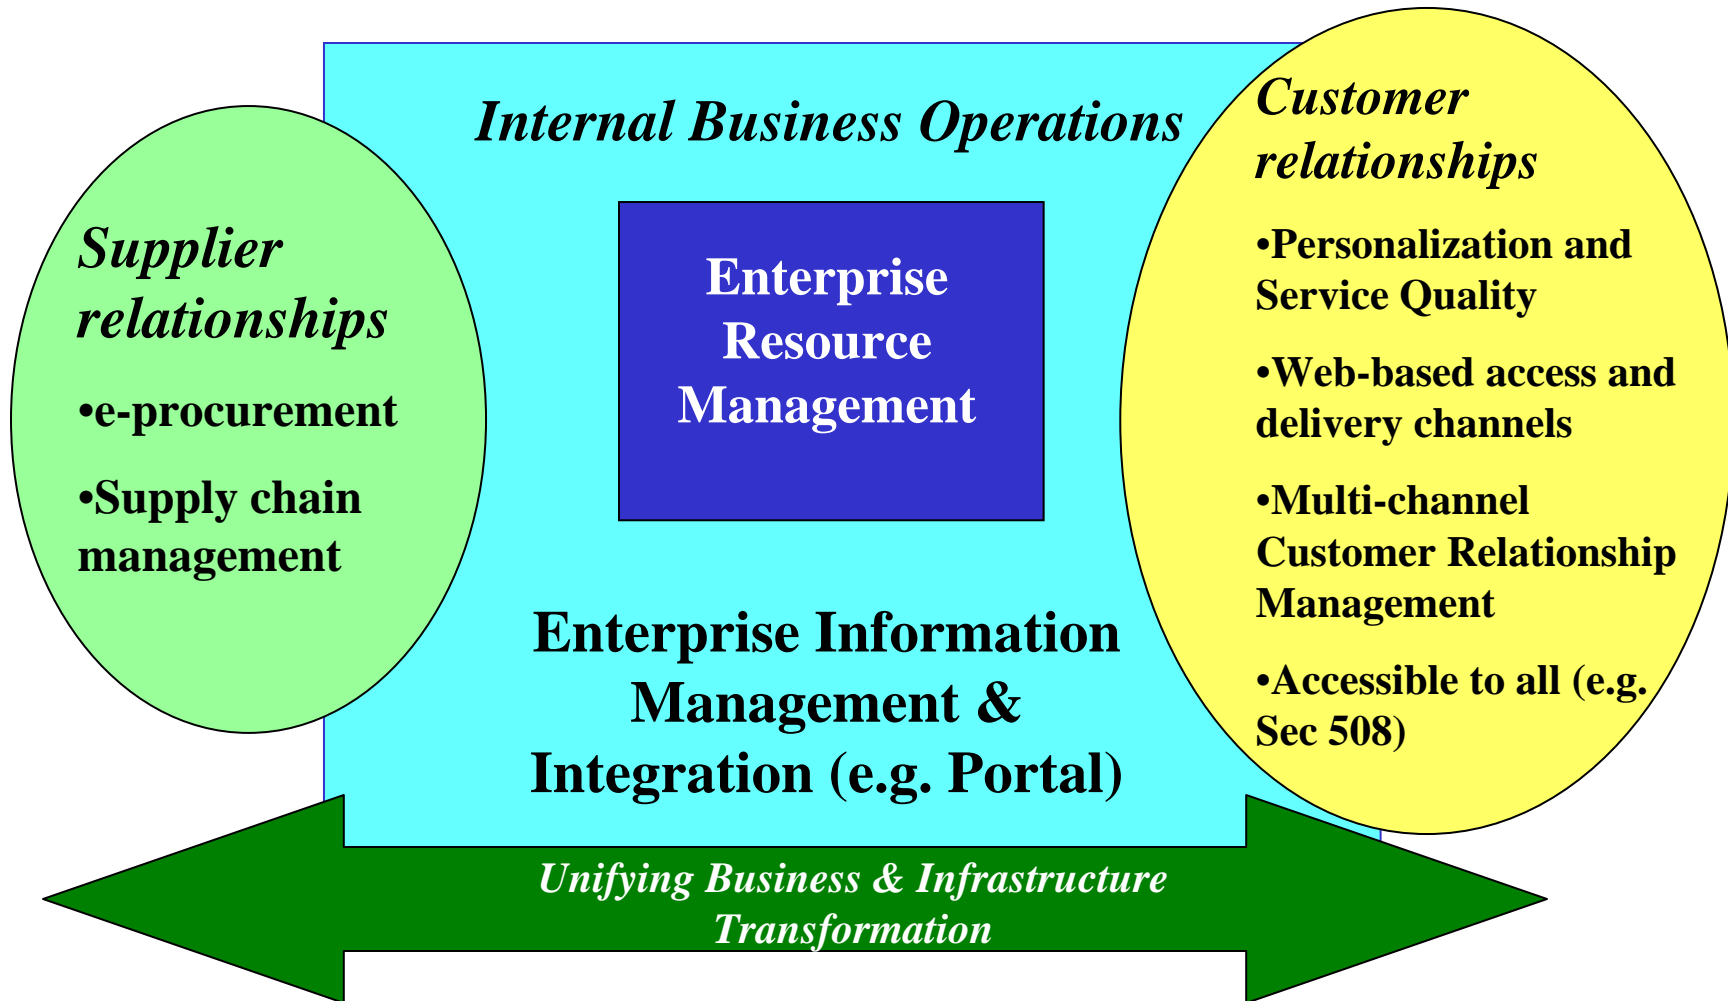 Internal Business Operations
Supplier
relationships
•e-procurement
•Supply chain
management
Enterprise
Resource
Management
Enterprise Information
Management &
Integration (e.g. Portal)
Customer
relationships
•Personalization and
Service Quality
•Web-based access and
delivery channels
•Multi-channel
Customer Relationship
Management
•Accessible to all (e.g.
Sec 508)
Unifying Business & Infrastructure
Transformation